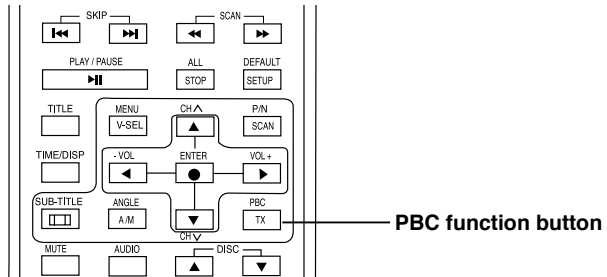 SKIP SCAN
PLAY / PAUSE ALL DEFAULT
STOP SETUP
TITLE MENU CH P/N
V-SEL SCAN
TIME/DISP - VOL ENTER VOL +
SUB-TITLE ANGLE PBC
A /M TX PBC function button
CH
MUTE AUDIO DISC